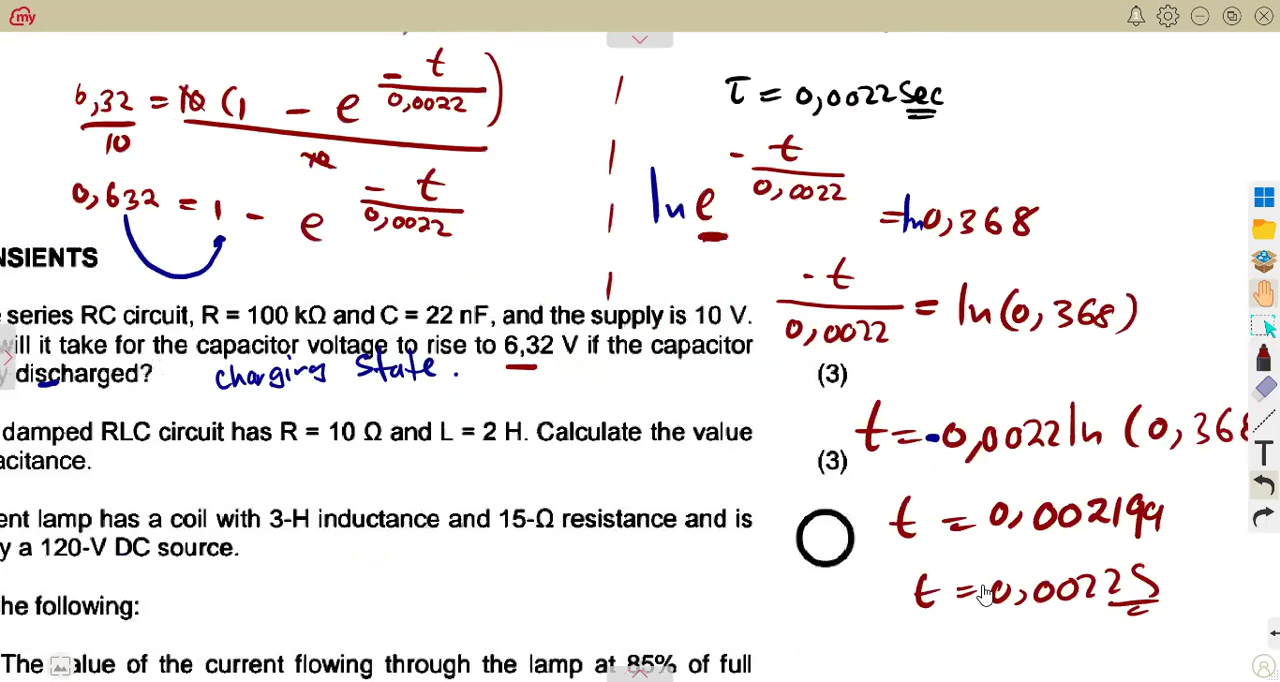 my
6,32/10 = 10 (1 - e^(-t/0,0022)) / 10
0,632 = 1 - e^(-t/0,0022)
NSIENTS
series RC circuit, R = 100 kΩ and C = 22 nF, and the supply is 10 V.
ill it take for the capacitor voltage to rise to 6,32 V if the capacitor
y discharged?
charging state.
(3)
damped RLC circuit has R = 10 Ω and L = 2 H. Calculate the value
acitance.
(3)
ent lamp has a coil with 3-H inductance and 15-Ω resistance and is
y a 120-V DC source.
he following:
The value of the current flowing through the lamp at 85% of full
τ = 0,0022 sec
ln e^(-t/0,0022) = ln 0,368
-t/0,0022 = ln(0,368)
t = -0,0022 ln (0,368
t = 0,002199
t = 0,0022 S
T